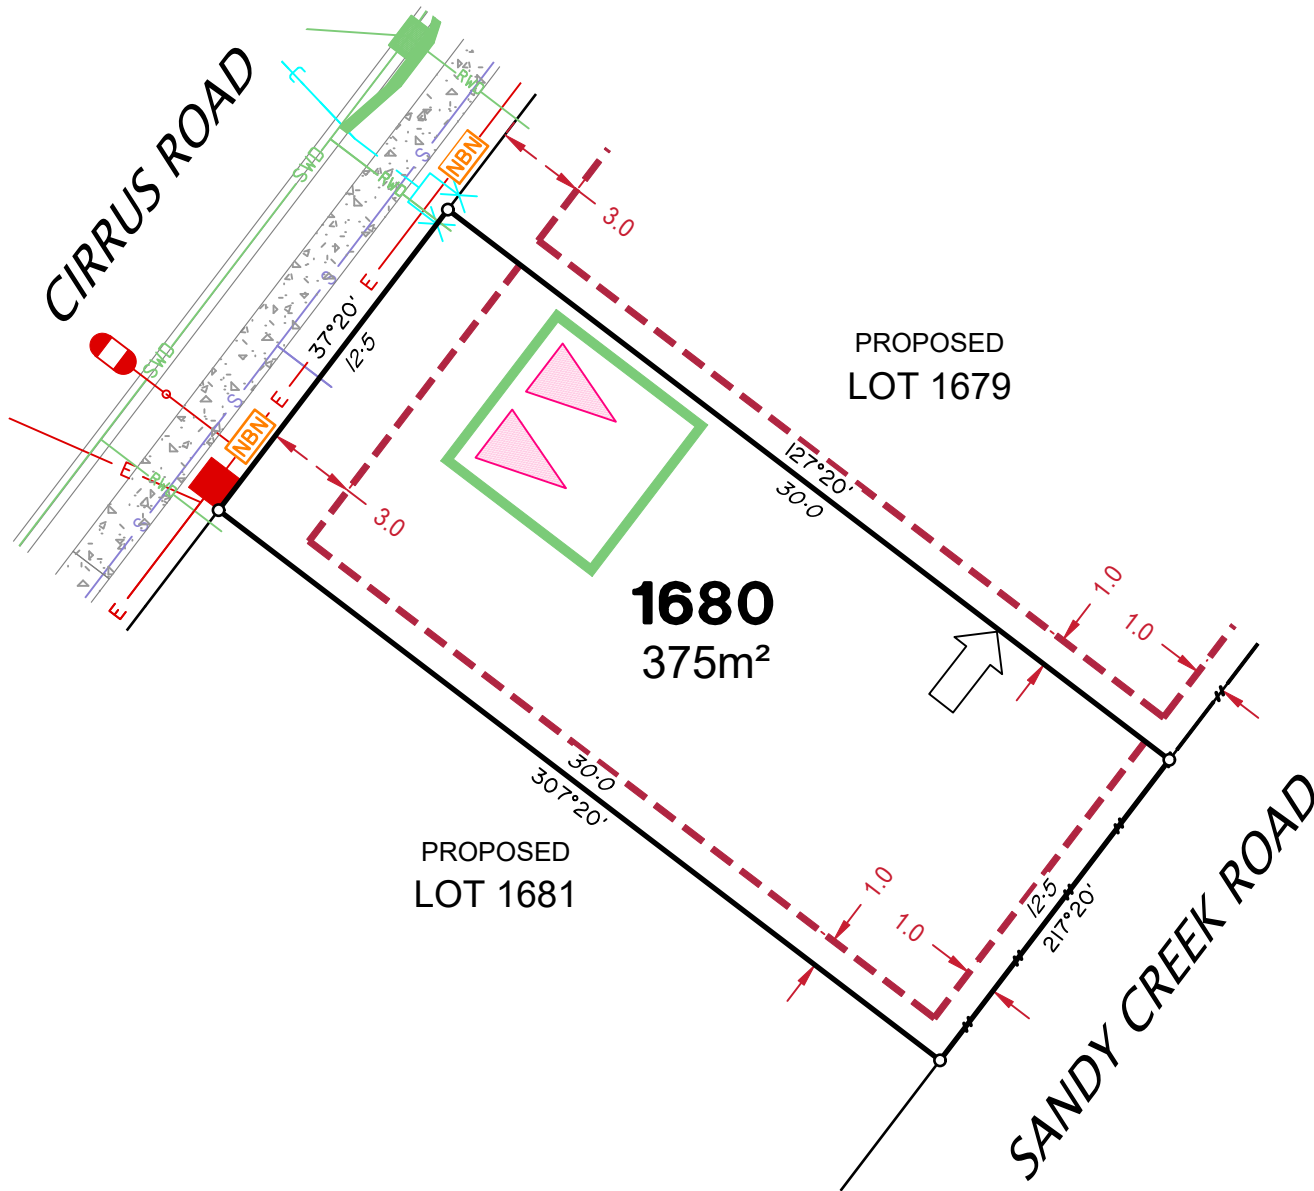 CIRRUS ROAD
RWD
SWD
RWD
NBN
S
S
E
3.0
37°20'
12·5
SWD
S
E
NBN
E
RWD
S
E
3.0
PROPOSED
LOT 1679
127°20'
30·0
1680
375m²
1.0
1.0
30·0
307°20'
PROPOSED
LOT 1681
1.0
1.0
12·5
217°20'
SANDY CREEK ROAD